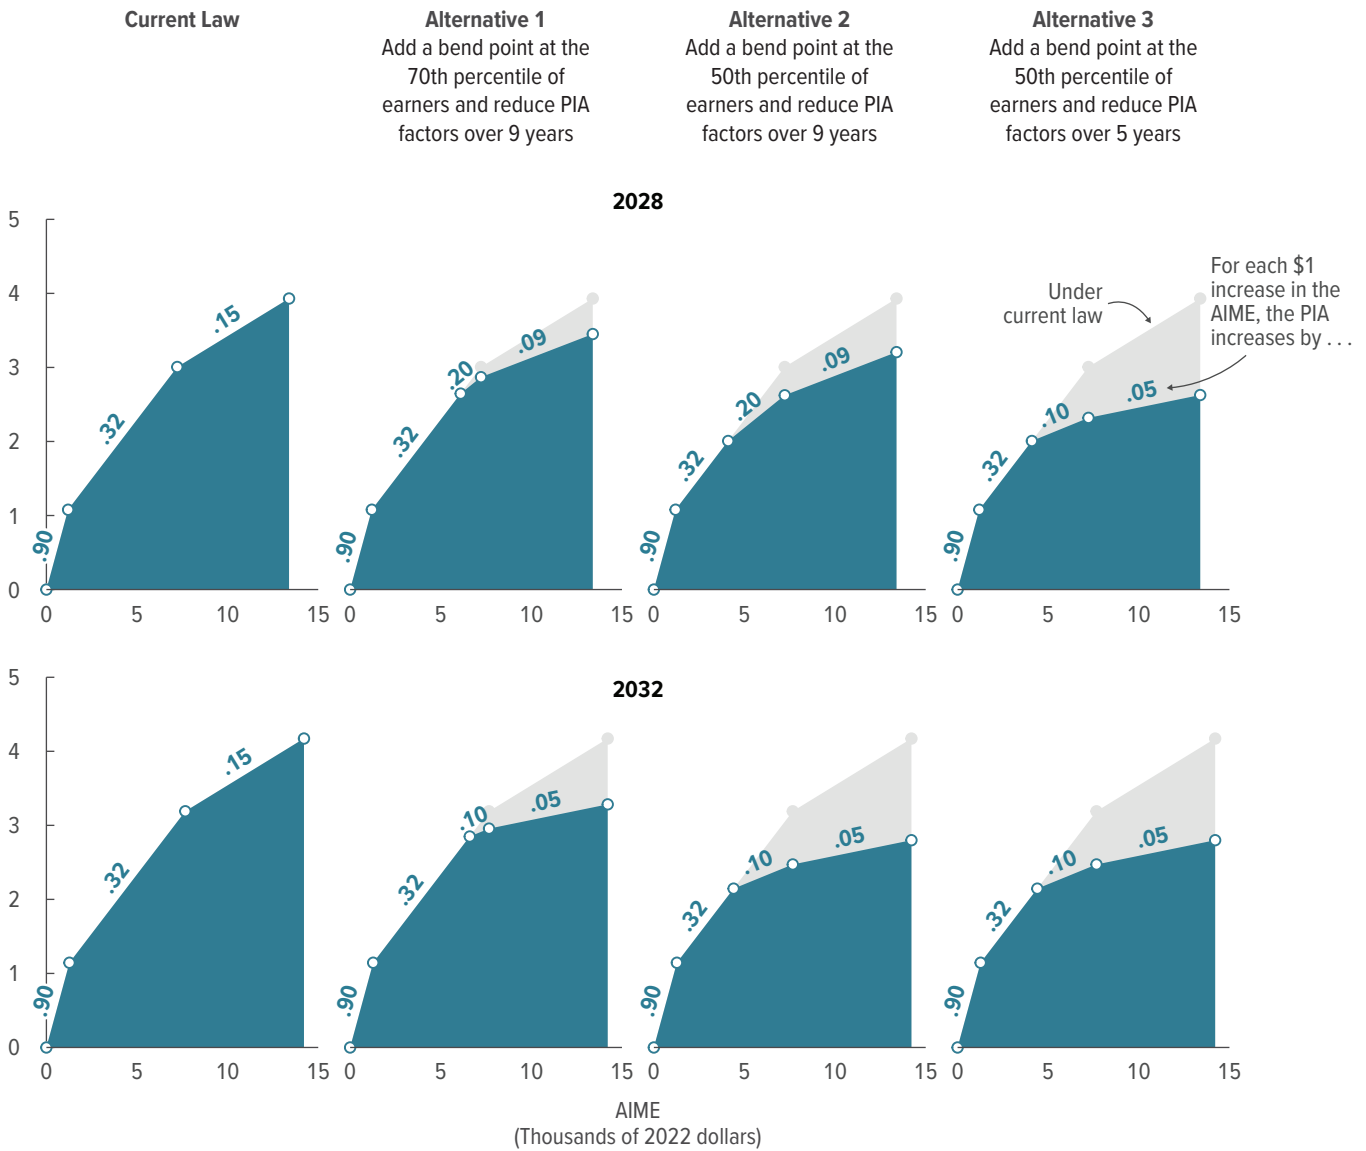 Current Law
Alternative 1
Add a bend point at the
70th percentile of
earners and reduce PIA
factors over 9 years
Alternative 2
Add a bend point at the
50th percentile of
earners and reduce PIA
factors over 9 years
Alternative 3
Add a bend point at the
50th percentile of
earners and reduce PIA
factors over 5 years
2028
5
4
3
2
1
0
.90
.32
.15
0 5 10 15
.90
.32
.20
.09
0 5 10 15
.90
.32
.20
.09
0 5 10 15
.90
.32
.10
.05
Under
current law
For each $1
increase in the
AIME, the PIA
increases by . . .
0 5 10 15
2032
5
4
3
2
1
0
.90
.32
.15
0 5 10 15
.90
.32
.10
.05
0 5 10 15
.90
.32
.10
.05
0 5 10 15
.90
.32
.10
.05
0 5 10 15
AIME
(Thousands of 2022 dollars)